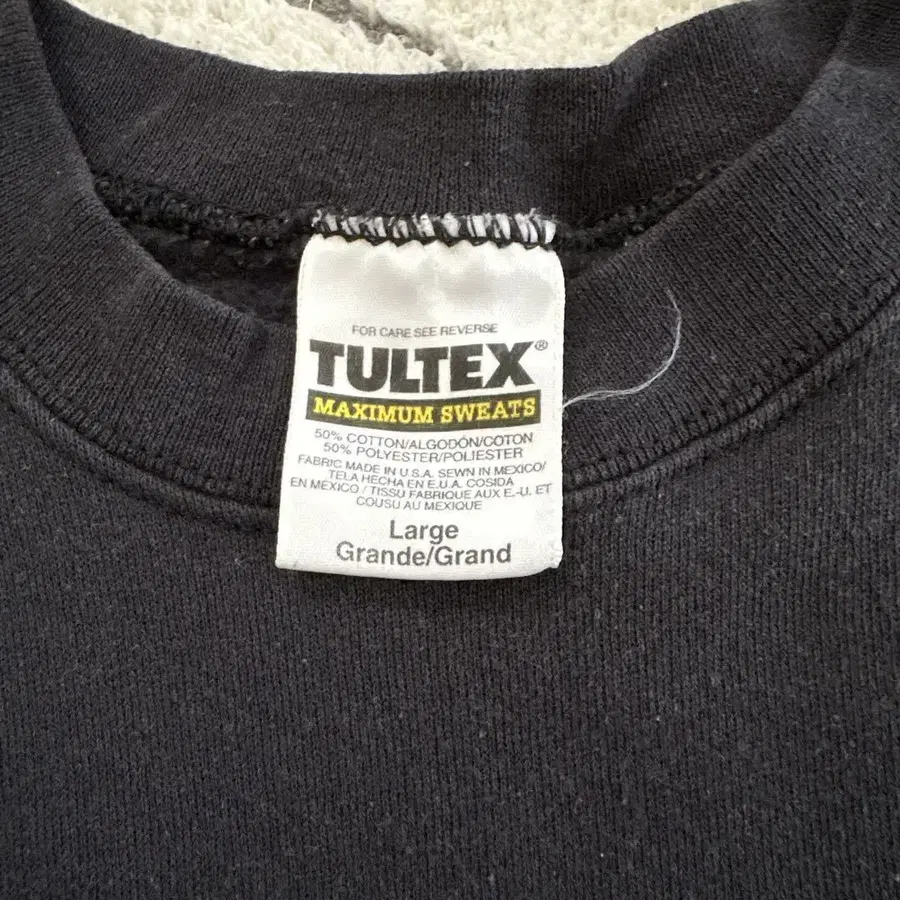 FOR CARE SEE REVERSE
TULTEX®
MAXIMUM SWEATS
50% COTTON/ALGODÓN/COTON
50% POLYESTER/POLIESTER
FABRIC MADE IN U.S.A. SEWN IN MEXICO/
TELA HECHA EN E.U.A. COSIDA
EN MEXICO / TISSU FABRIQUE AUX E.-U. ET
COUSU AU MEXIQUE
Large
Grande/Grand